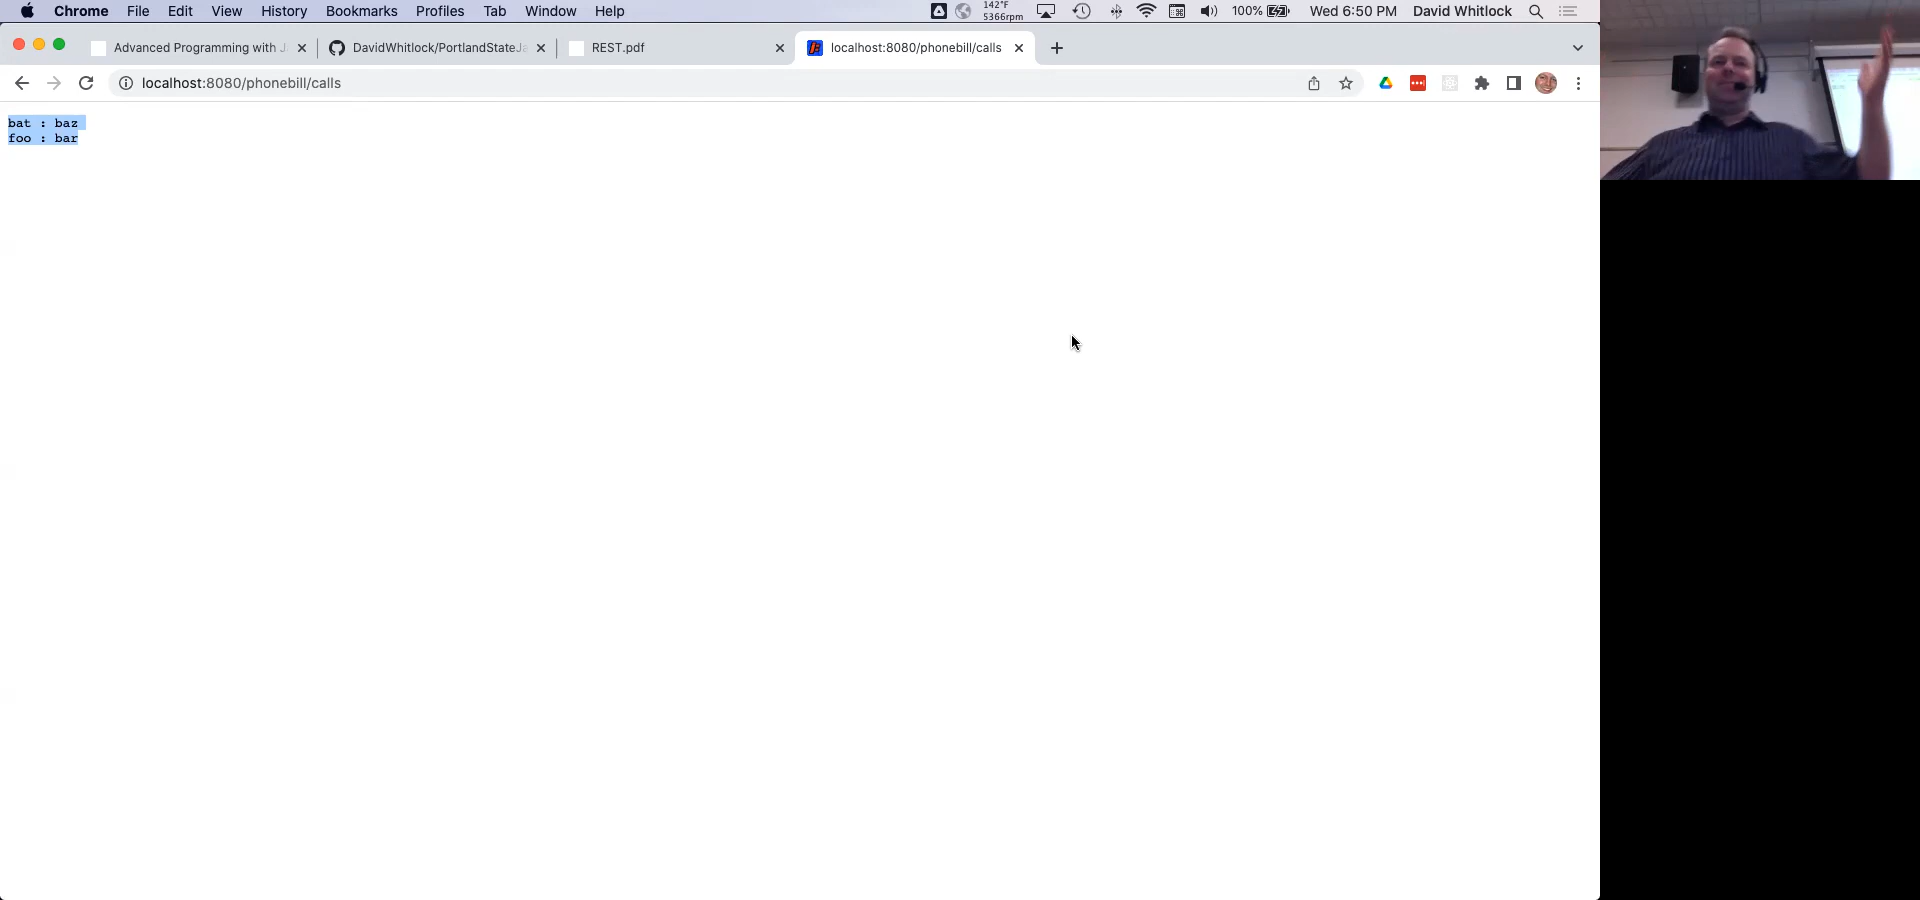 Chrome File Edit View History Bookmarks Profiles Tab Window Help 142°F 5366rpm 100% Wed 6:50 PM David Whitlock
Advanced Programming with J DavidWhitlock/PortlandStateJa REST.pdf localhost:8080/phonebill/calls
localhost:8080/phonebill/calls
bat : baz
foo : bar